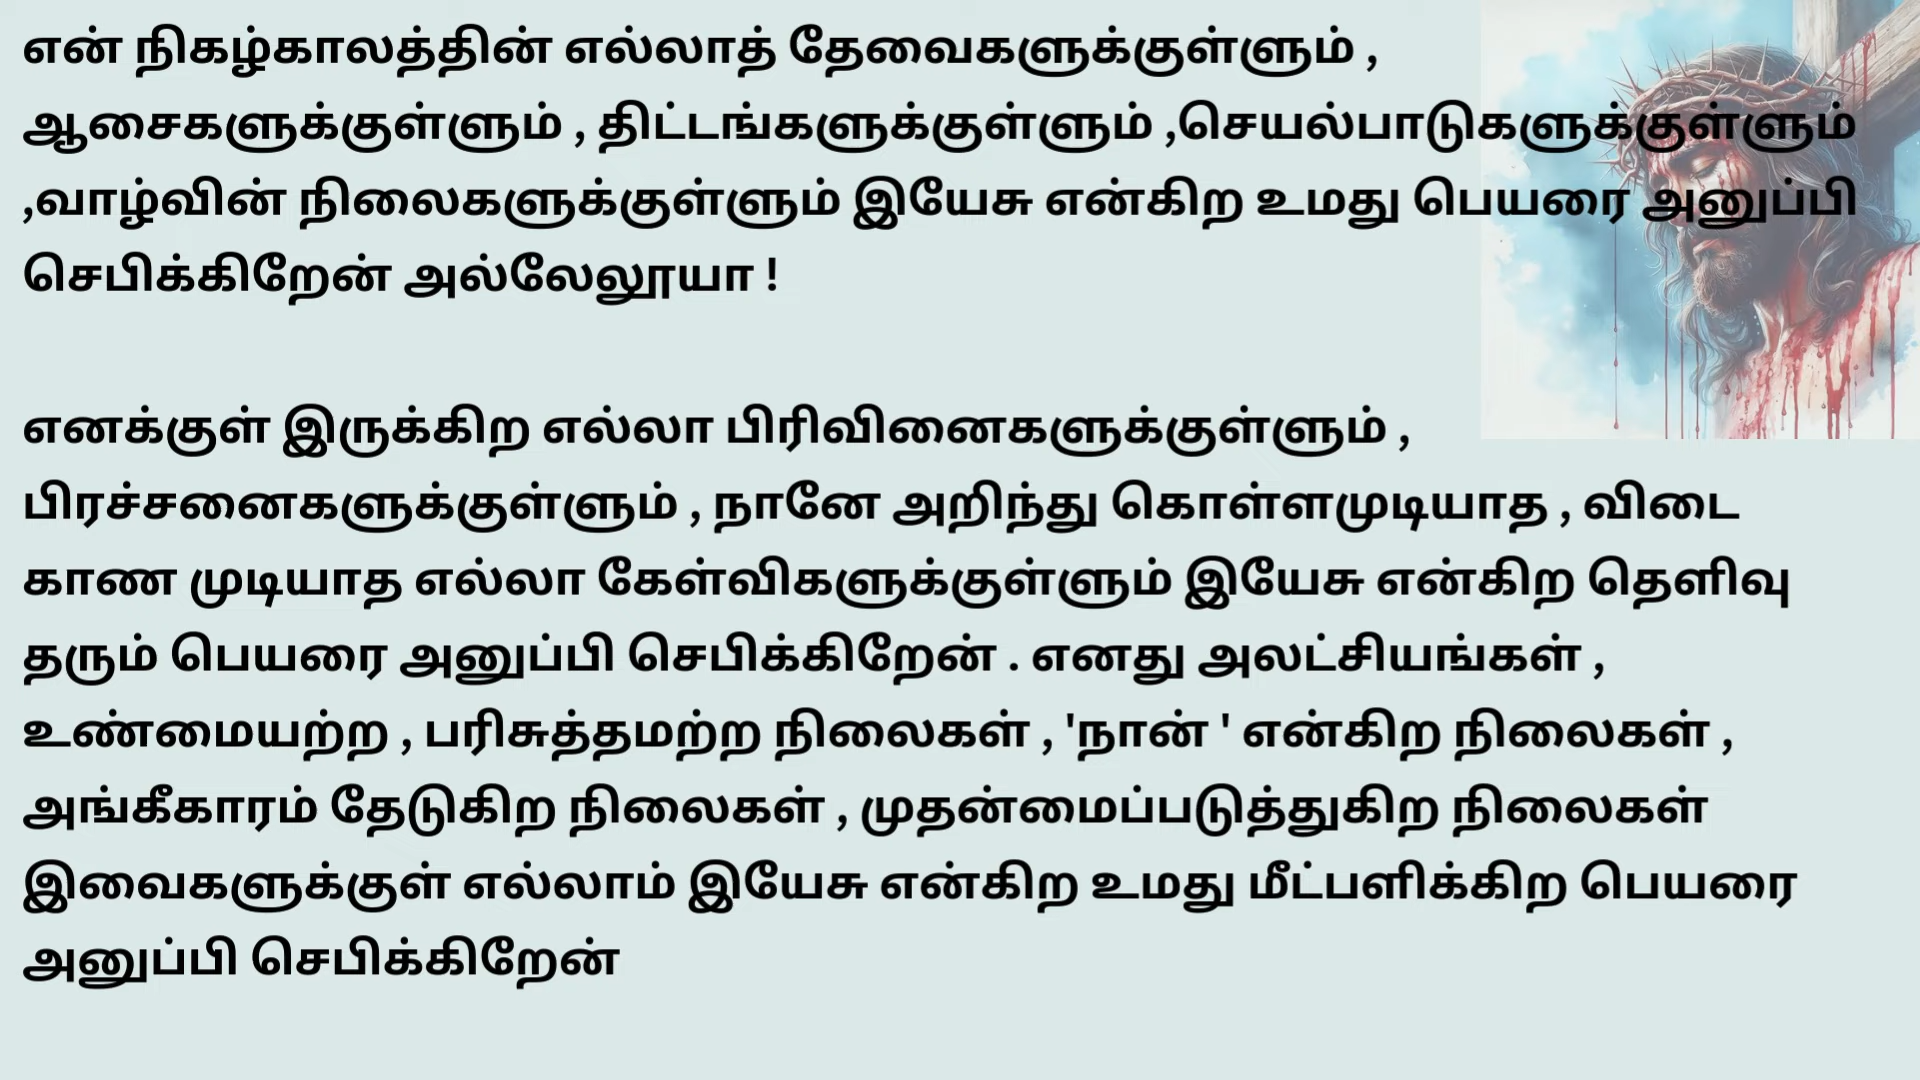 என் நிகழ்காலத்தின் எல்லாத் தேவைகளுக்குள்ளும் ,
ஆசைகளுக்குள்ளும் , திட்டங்களுக்குள்ளும் ,செயல்பாடுகளுக்குள்ளும்
,வாழ்வின் நிலைகளுக்குள்ளும் இயேசு என்கிற உமது பெயரை அனுப்பி
செபிக்கிறேன் அல்லேலூயா !
எனக்குள் இருக்கிற எல்லா பிரிவினைகளுக்குள்ளும் ,
பிரச்சனைகளுக்குள்ளும் , நானே அறிந்து கொள்ளமுடியாத , விடை
காண முடியாத எல்லா கேள்விகளுக்குள்ளும் இயேசு என்கிற தெளிவு
தரும் பெயரை அனுப்பி செபிக்கிறேன் . எனது அலட்சியங்கள் ,
உண்மையற்ற , பரிசுத்தமற்ற நிலைகள் , 'நான் ' என்கிற நிலைகள் ,
அங்கீகாரம் தேடுகிற நிலைகள் , முதன்மைப்படுத்துகிற நிலைகள்
இவைகளுக்குள் எல்லாம் இயேசு என்கிற உமது மீட்பளிக்கிற பெயரை
அனுப்பி செபிக்கிறேன்